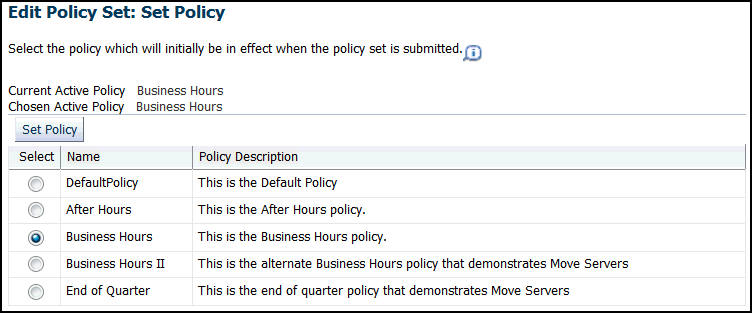 Edit Policy Set: Set Policy
Select the policy which will initially be in effect when the policy set is submitted.
Current Active Policy Business Hours
Chosen Active Policy Business Hours
Set Policy
Select Name Policy Description
DefaultPolicy This is the Default Policy
After Hours This is the After Hours policy.
Business Hours This is the Business Hours policy.
Business Hours II This is the alternate Business Hours policy that demonstrates Move Servers
End of Quarter This is the end of quarter policy that demonstrates Move Servers